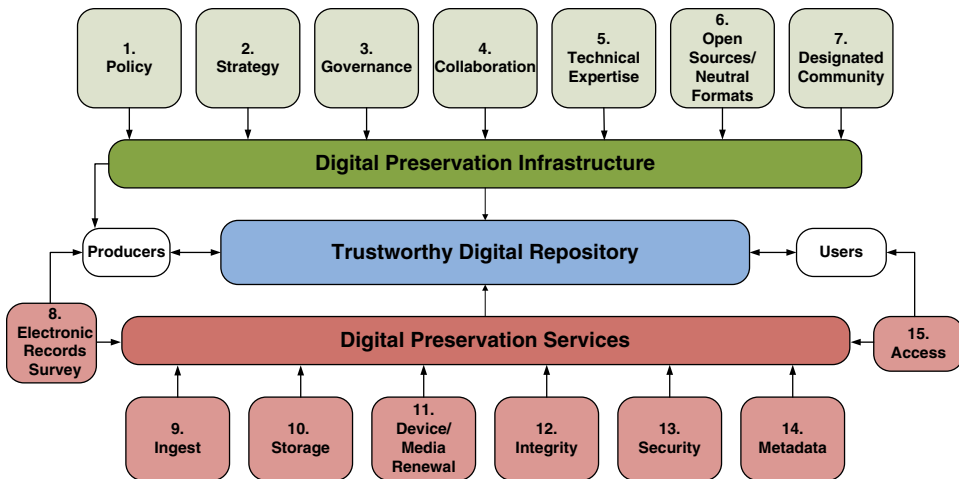 1.
Policy
2.
Strategy
3.
Governance
4.
Collaboration
5.
Technical
Expertise
6.
Open
Sources/
Neutral
Formats
7.
Designated
Community
Digital Preservation Infrastructure
Producers
Trustworthy Digital Repository
Users
8.
Electronic
Records
Survey
Digital Preservation Services
15.
Access
9.
Ingest
10.
Storage
11.
Device/
Media
Renewal
12.
Integrity
13.
Security
14.
Metadata